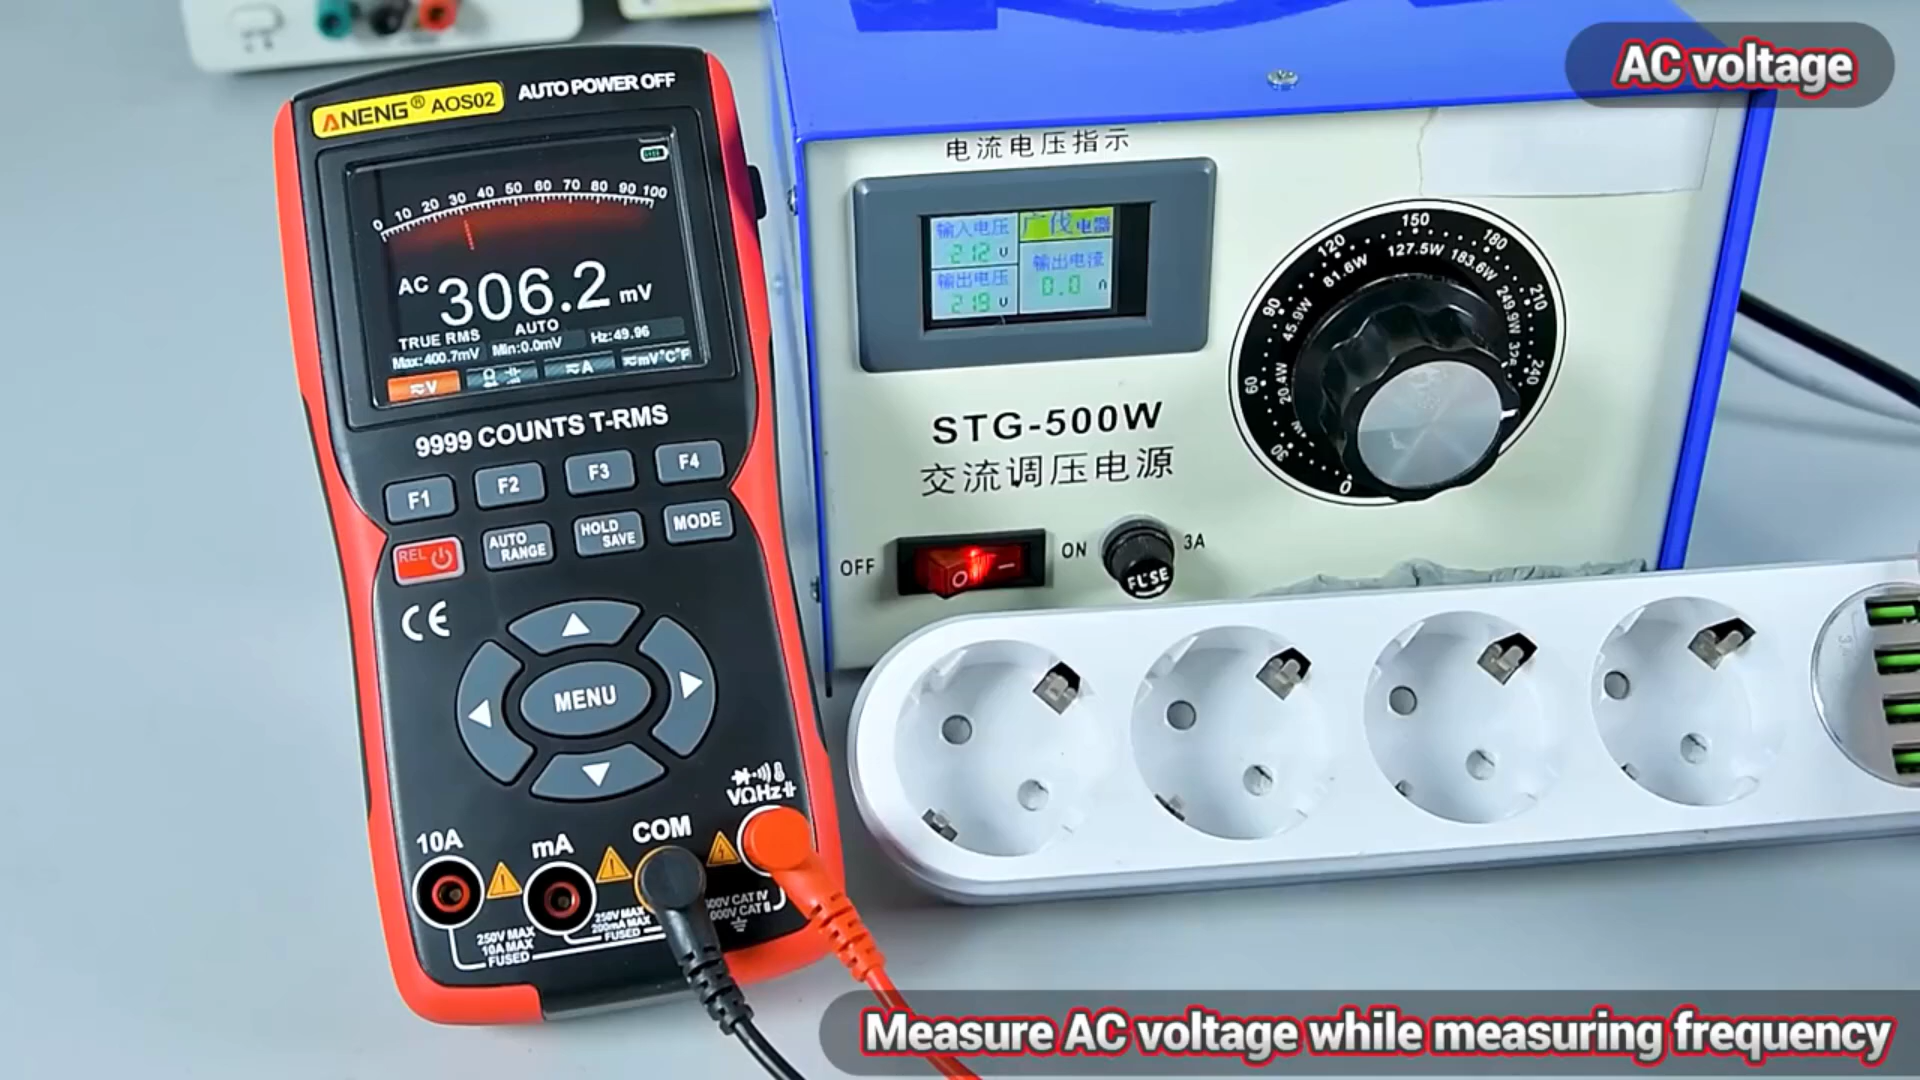 AC voltage
ANENG® AOS02
AUTO POWER OFF
0 10 20 30 40 50 60 70 80 90 100
AC 306.2 mV
TRUE RMS AUTO
Max:400.7mV Min:0.0mV Hz:49.96
V A mV°C°F
9999 COUNTS T-RMS
F1 F2 F3 F4
REL AUTO RANGE HOLD SAVE MODE
CE
MENU
VΩHz
10A mA COM
250V MAX
10A MAX
FUSED
250V MAX
200mA MAX
FUSED
电流电压指示
输入电压
212 V
输出电压
219 V
广伐电器
输出电流
0.0 A
0 30 60 90 120 150 180 210 240
20.4W 45.9W 81.6W 127.5W 183.6W 249.9W
STG-500W
交流调压电源
OFF ON 3A
FUSE
Measure AC voltage while measuring frequency